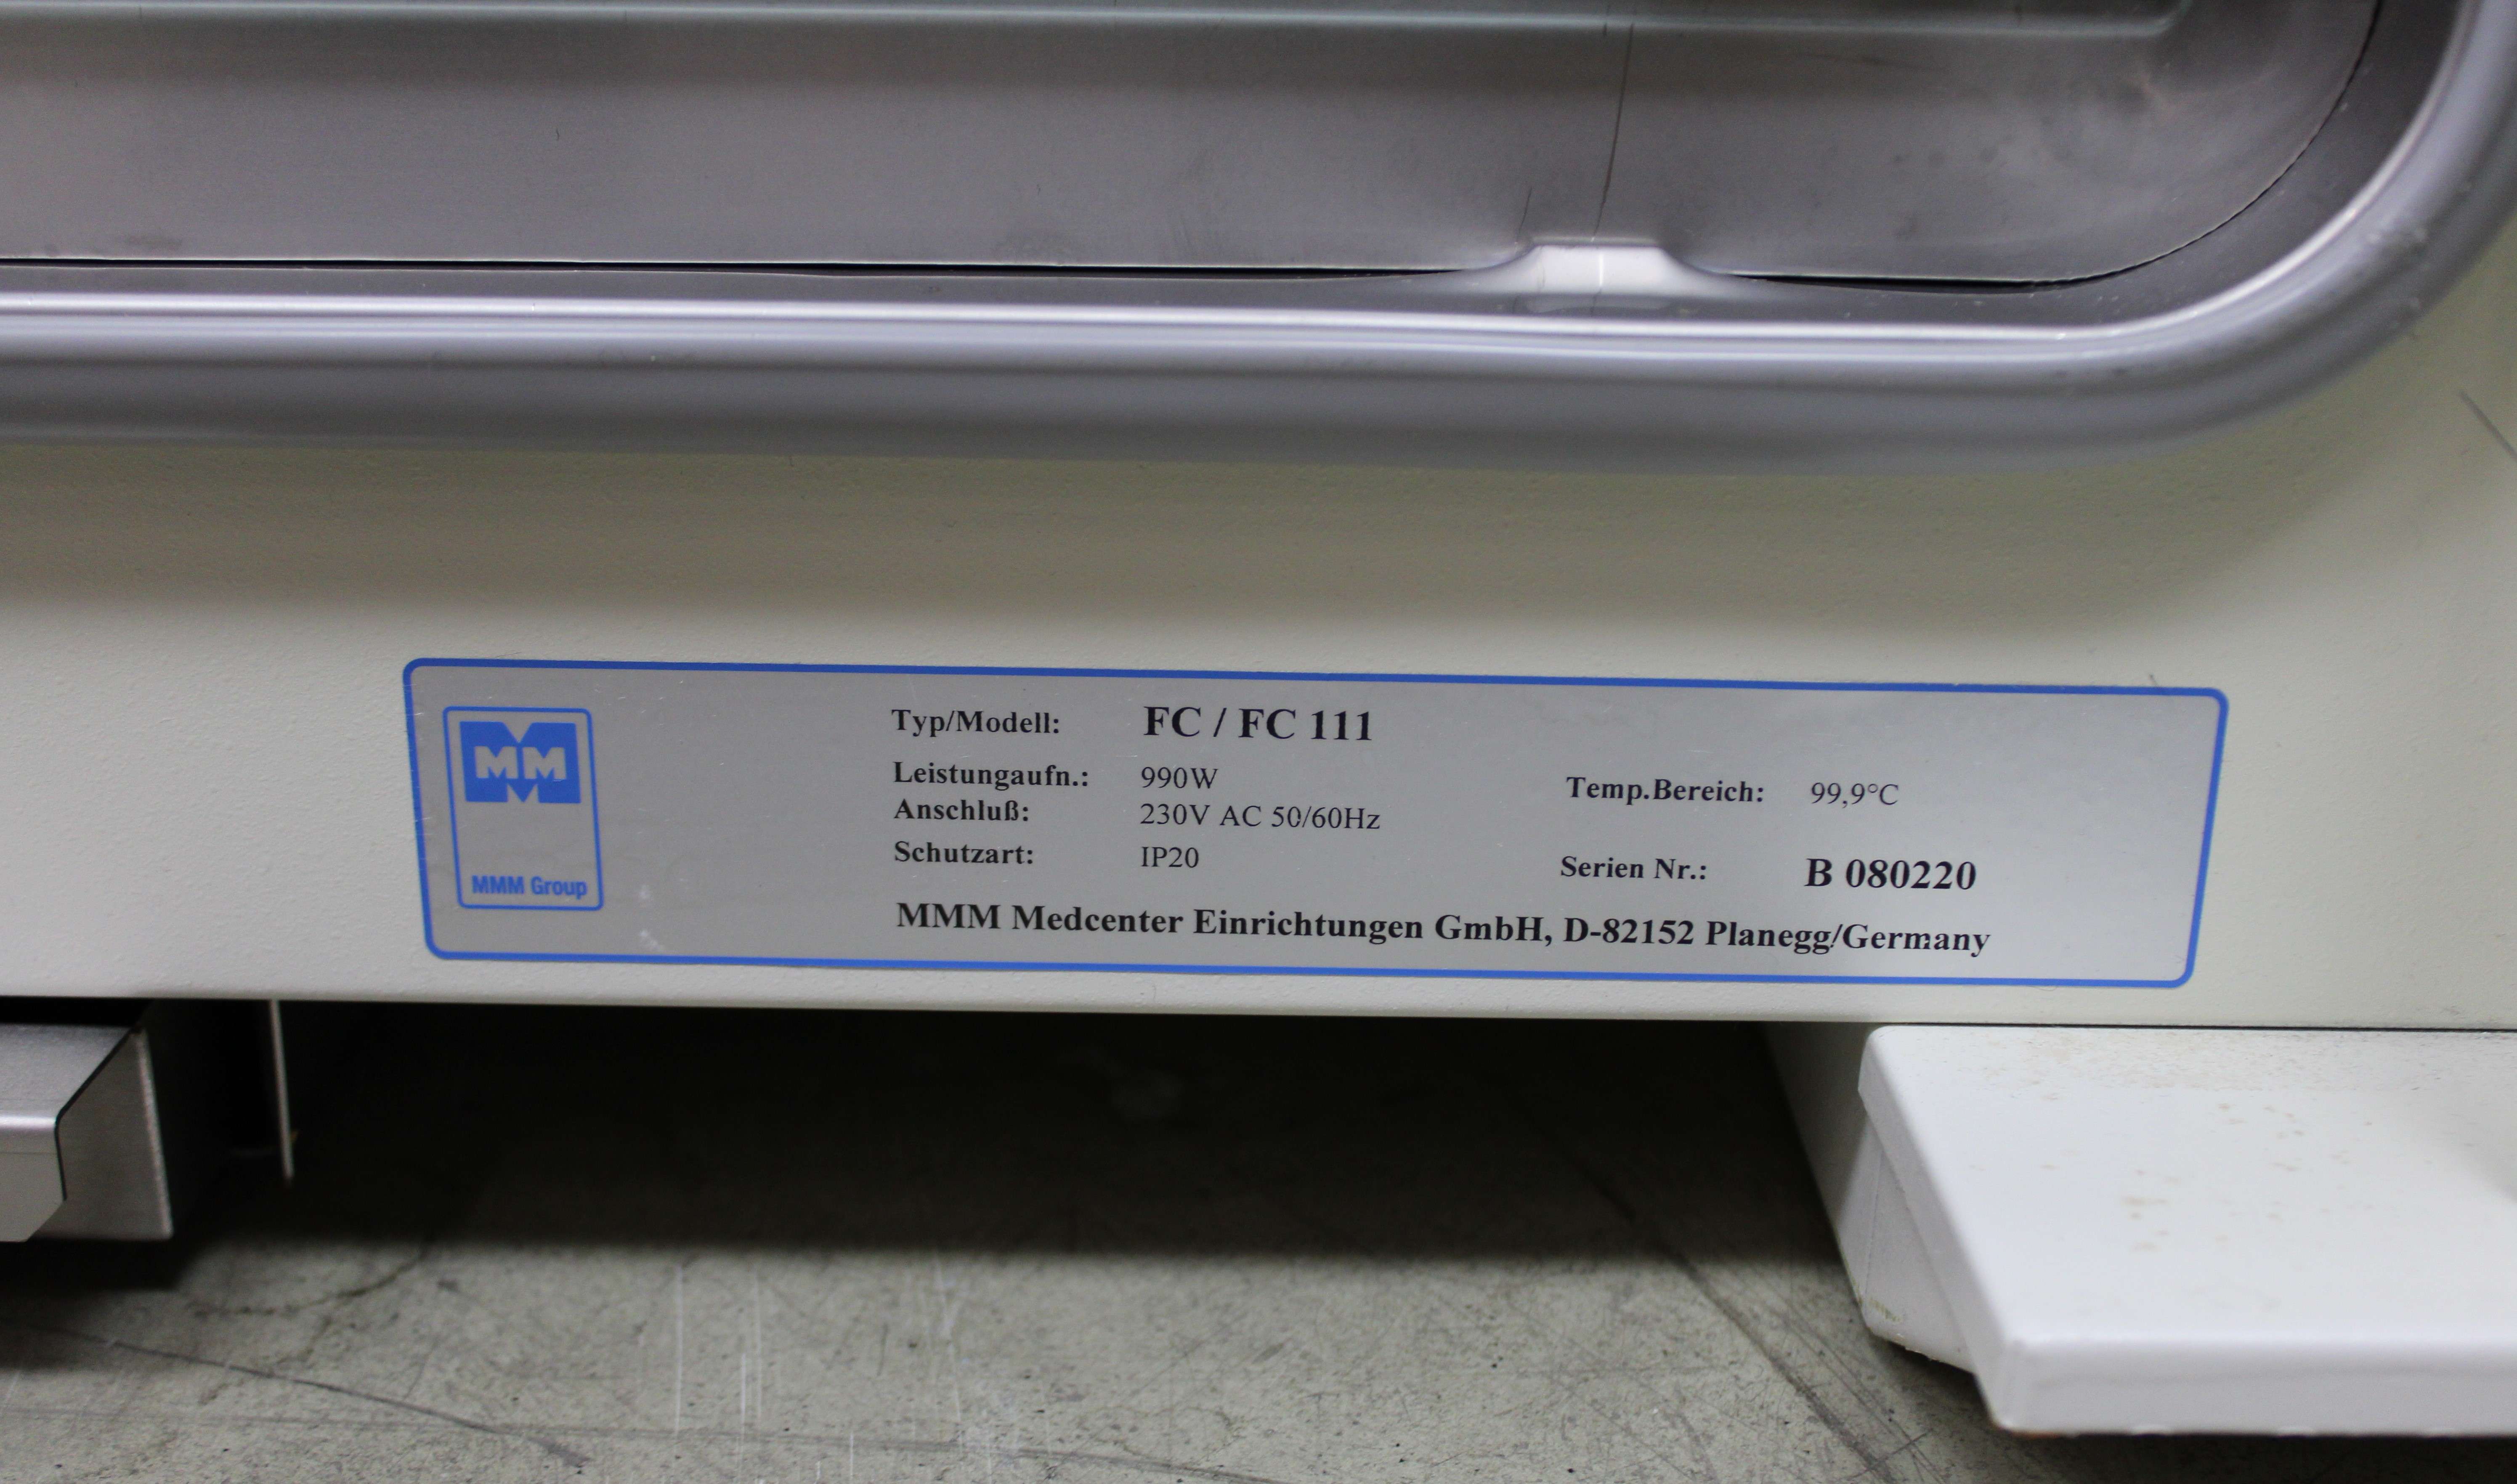 MMM
MMM Group
Typ/Modell: FC / FC 111
Leistungaufn.: 990W
Anschluß: 230V AC 50/60Hz
Temp.Bereich: 99,9°C
Schutzart: IP20
Serien Nr.: B 080220
MMM Medcenter Einrichtungen GmbH, D-82152 Planegg/Germany